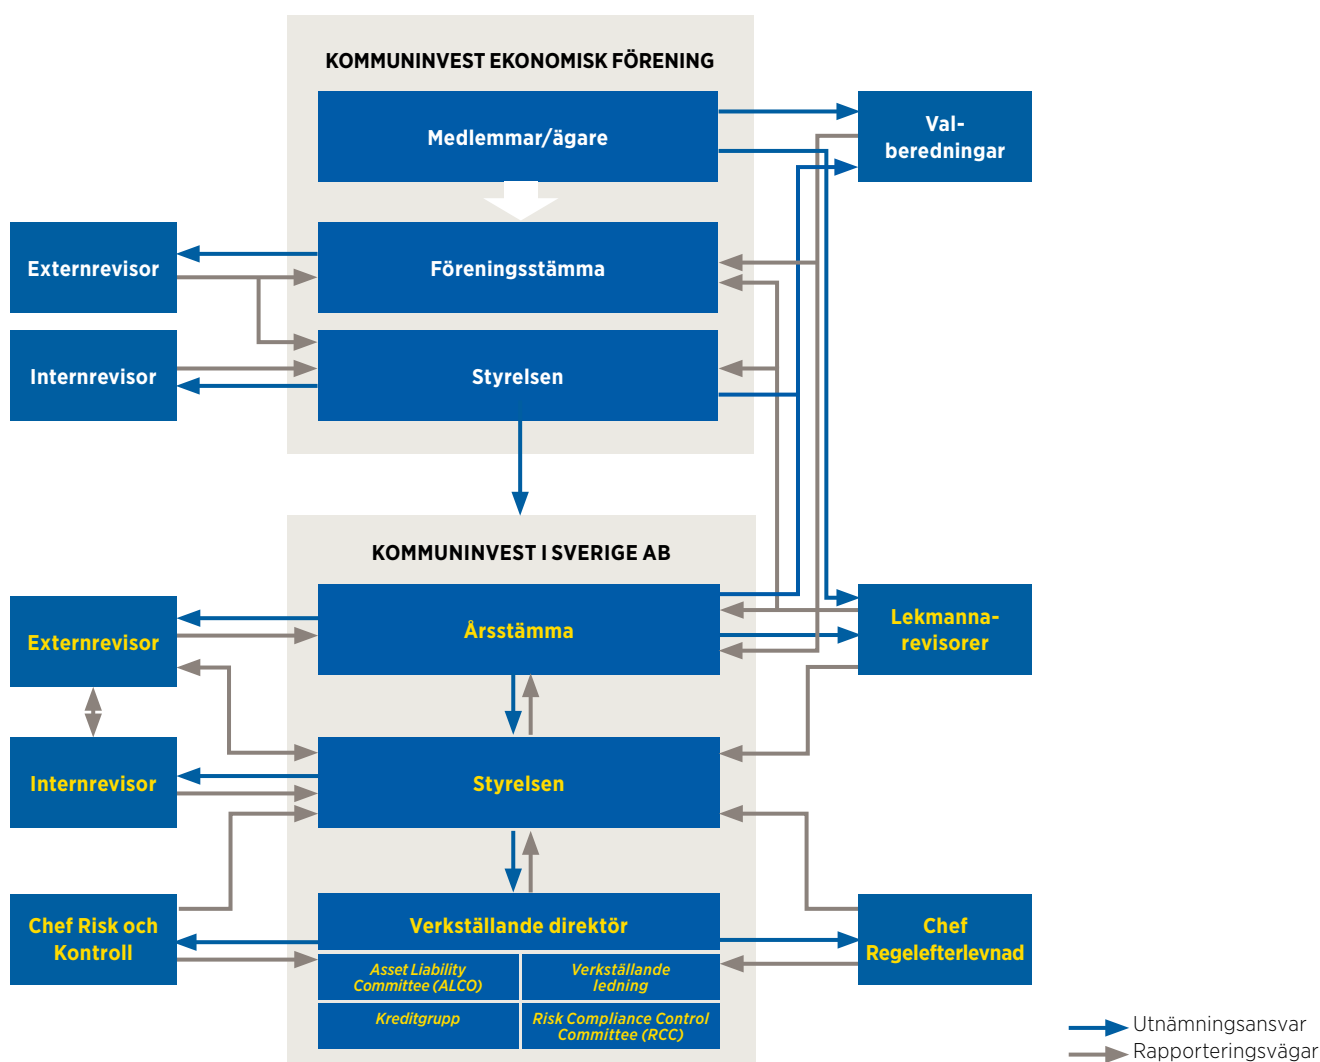 KOMMUNINVEST EKONOMISK FÖRENING
Medlemmar/ägare
Val-
beredningar
Externrevisor
Föreningsstämma
Internrevisor
Styrelsen
KOMMUNINVEST I SVERIGE AB
Externrevisor
Årsstämma
Lekmanna-
revisorer
Internrevisor
Styrelsen
Chef Risk och
Kontroll
Verkställande direktör
Chef
Regelefterlevnad
Asset Liability
Committee (ALCO)
Verkställande
ledning
Kreditgrupp
Risk Compliance Control
Committee (RCC)
Utnämningsansvar
Rapporteringsvägar